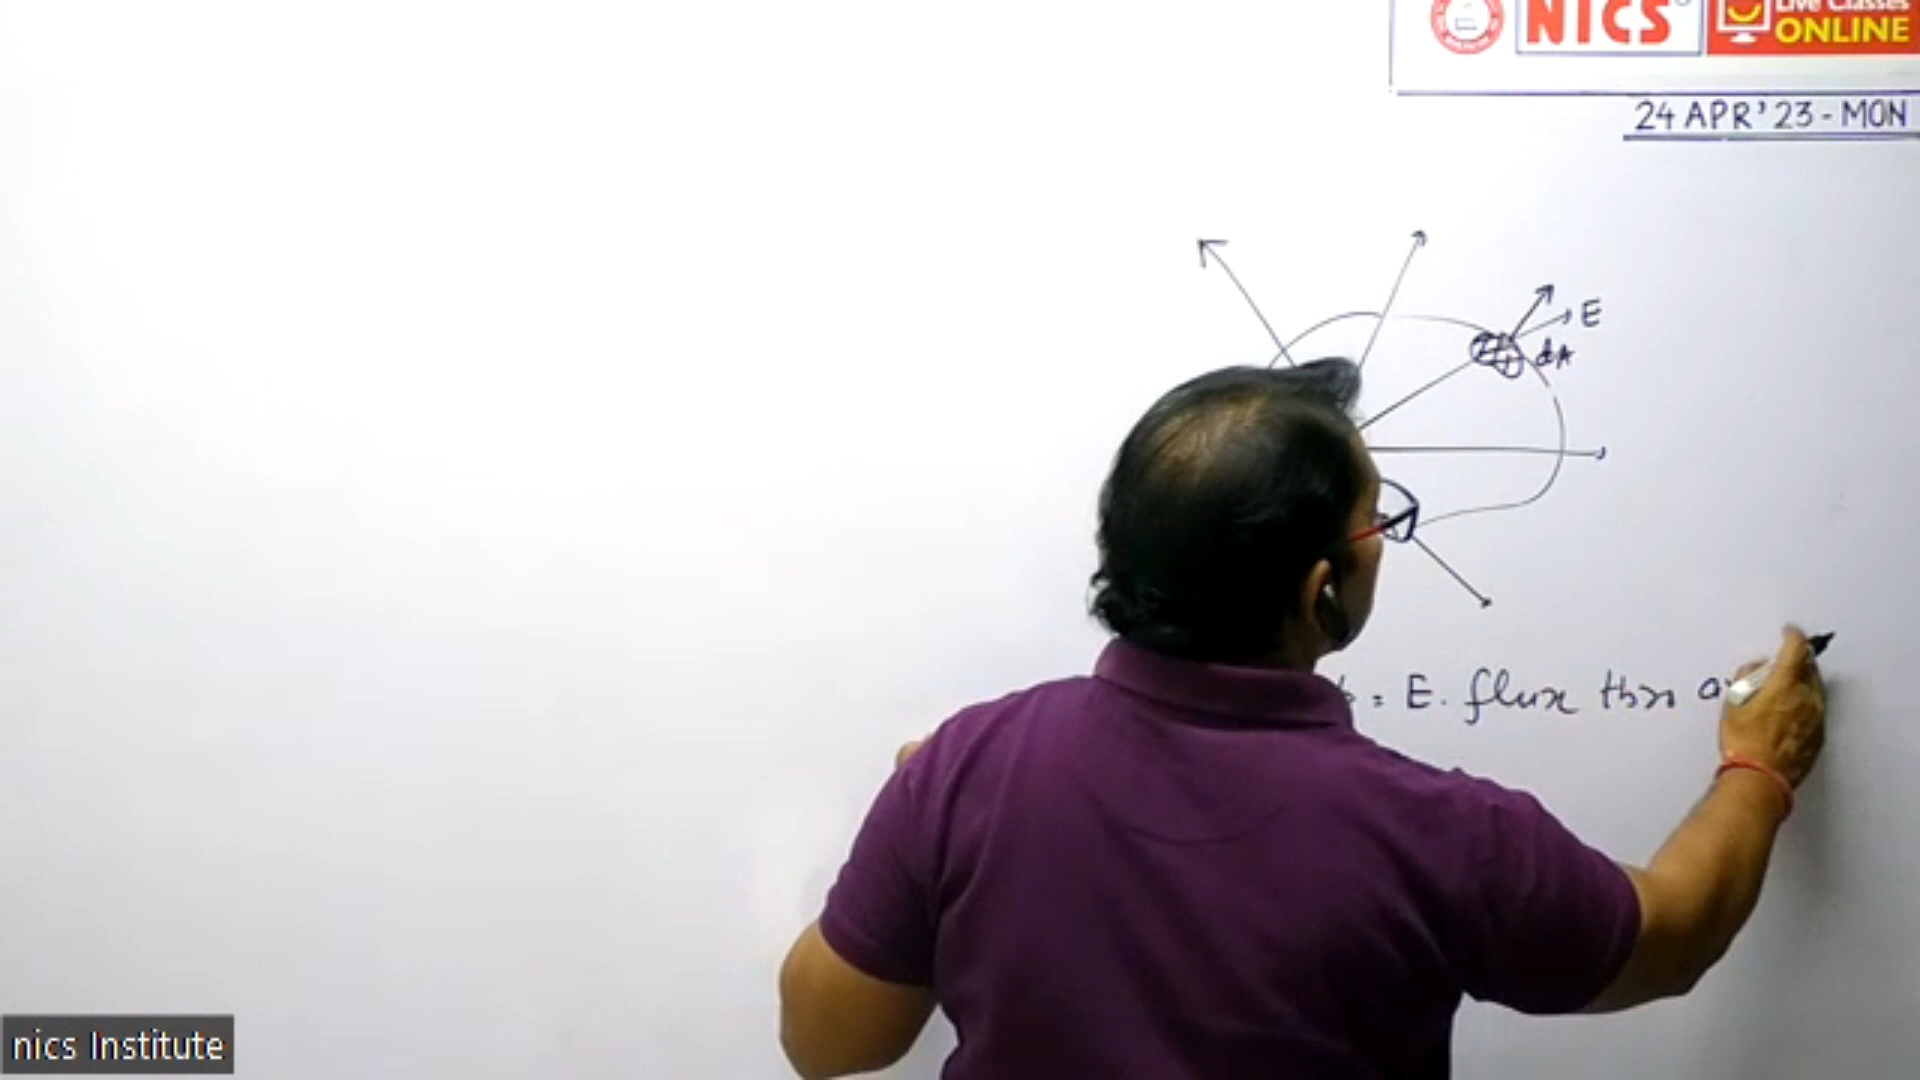 NICS
Live Classes
ONLINE
24 APR'23-MON
E
dA
= E. flux thro
nics Institute